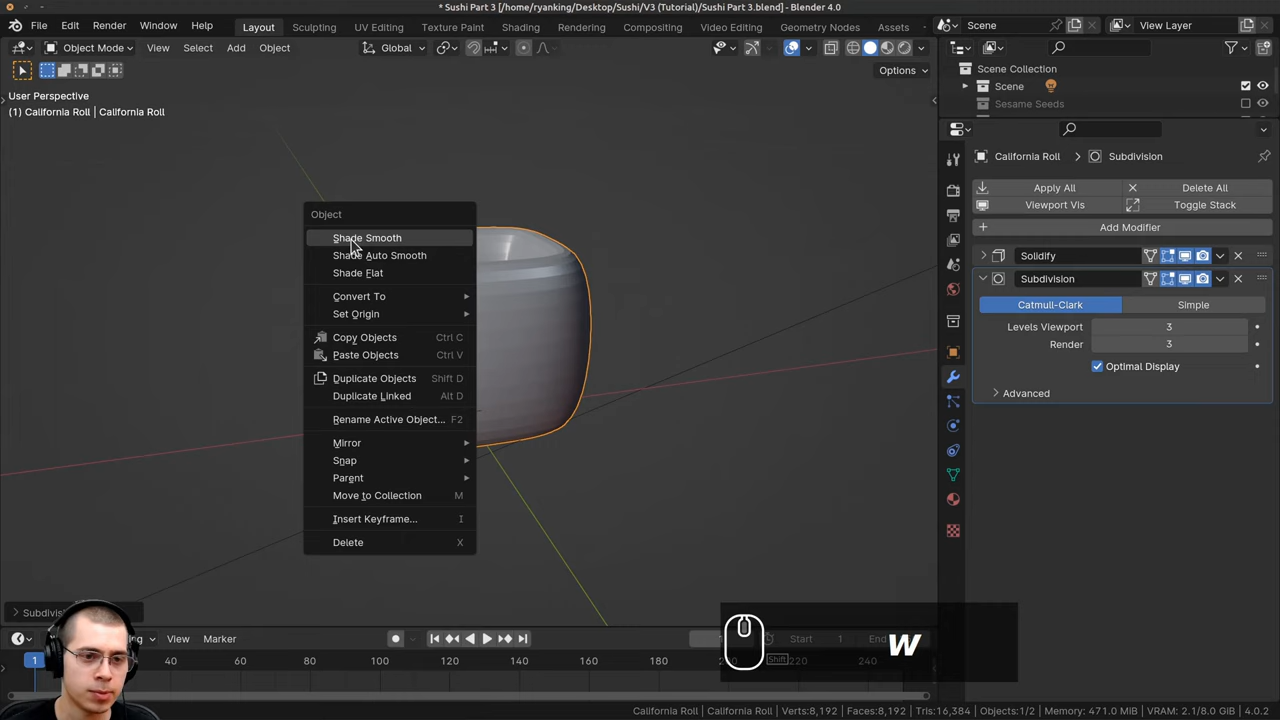 * Sushi Part 3 [/home/ryanking/Desktop/Sushi/V3 (Tutorial)/Sushi Part 3.blend] - Blender 4.0
File Edit Render Window Help Layout Modeling Sculpting UV Editing Texture Paint Shading Rendering Compositing Video Editing Geometry Nodes Assets Scene View Layer
Object Mode View Select Add Object Global
Options
User Perspective
(1) California Roll | California Roll
Scene Collection
Scene
Sesame Seeds
California Roll > Subdivision
Apply All Delete All
Viewport Vis Toggle Stack
Add Modifier
Solidify
Subdivision
Catmull-Clark Simple
Levels Viewport 3
Render 3
Optimal Display
Advanced
Object
Shade Smooth
Shade Auto Smooth
Shade Flat
Convert To
Set Origin
Copy Objects Ctrl C
Paste Objects Ctrl V
Duplicate Objects Shift D
Duplicate Linked Alt D
Rename Active Object... F2
Mirror
Snap
Parent
Move to Collection M
Insert Keyframe... I
Delete X
W
Shift
View Marker Start 1 End
1 40 60 80 100 120 140 160 180 200 220 240
California Roll | California Roll | Verts:8,192 | Faces:8,192 | Tris:16,384 | Objects:1/2 | Memory: 471.0 MiB | VRAM: 2.1/8.0 GiB | 4.0.2